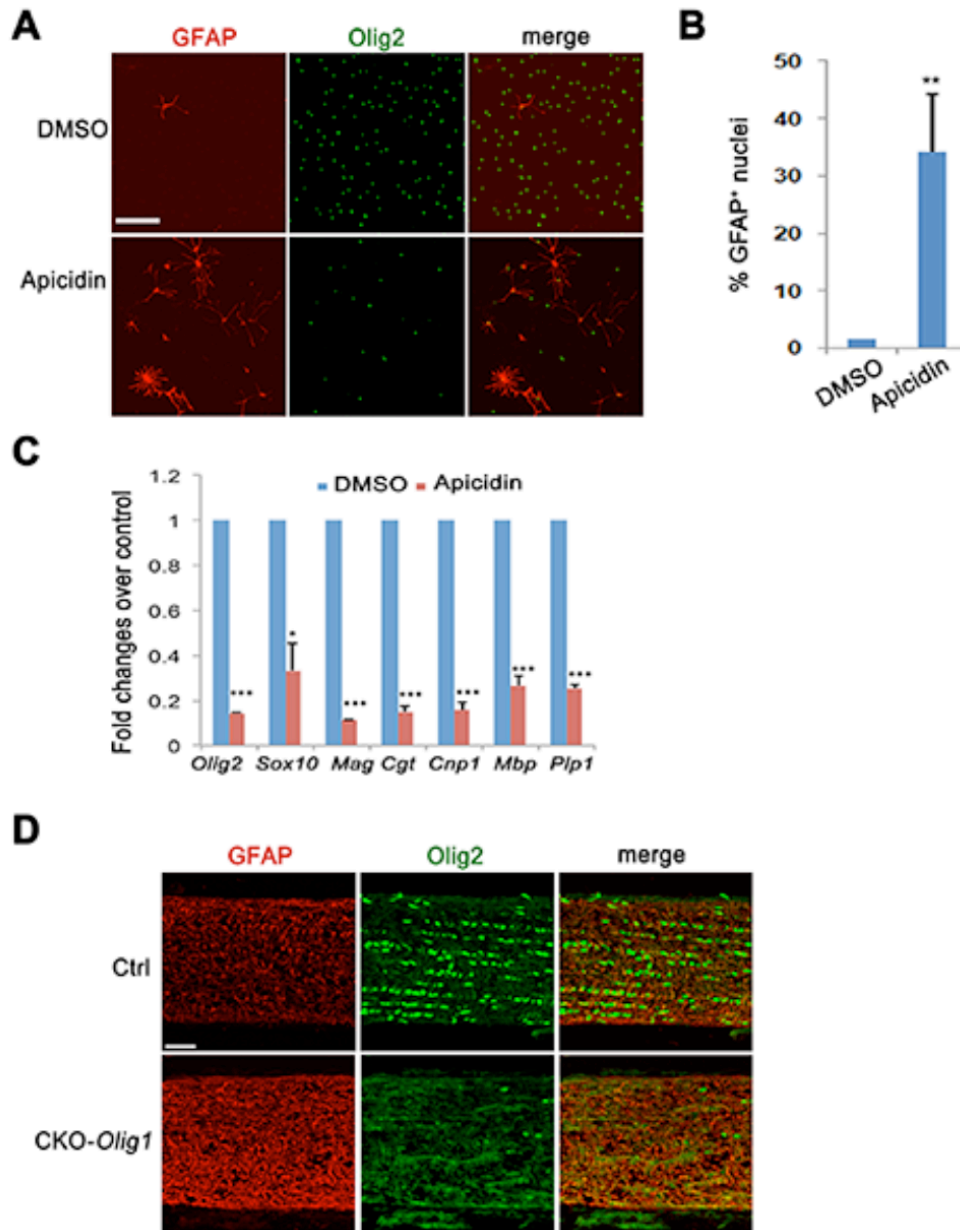 A
GFAP Olig2 merge
DMSO
Apicidin
B
50
40
30
20
10
0
% GFAP⁺ nuclei
**
DMSO Apicidin
C
1.2
1
0.8
0.6
0.4
0.2
0
Fold changes over control
DMSO Apicidin
*** * *** *** *** *** ***
Olig2 Sox10 Mag Cgt Cnp1 Mbp Plp1
D
GFAP Olig2 merge
Ctrl
CKO-Olig1